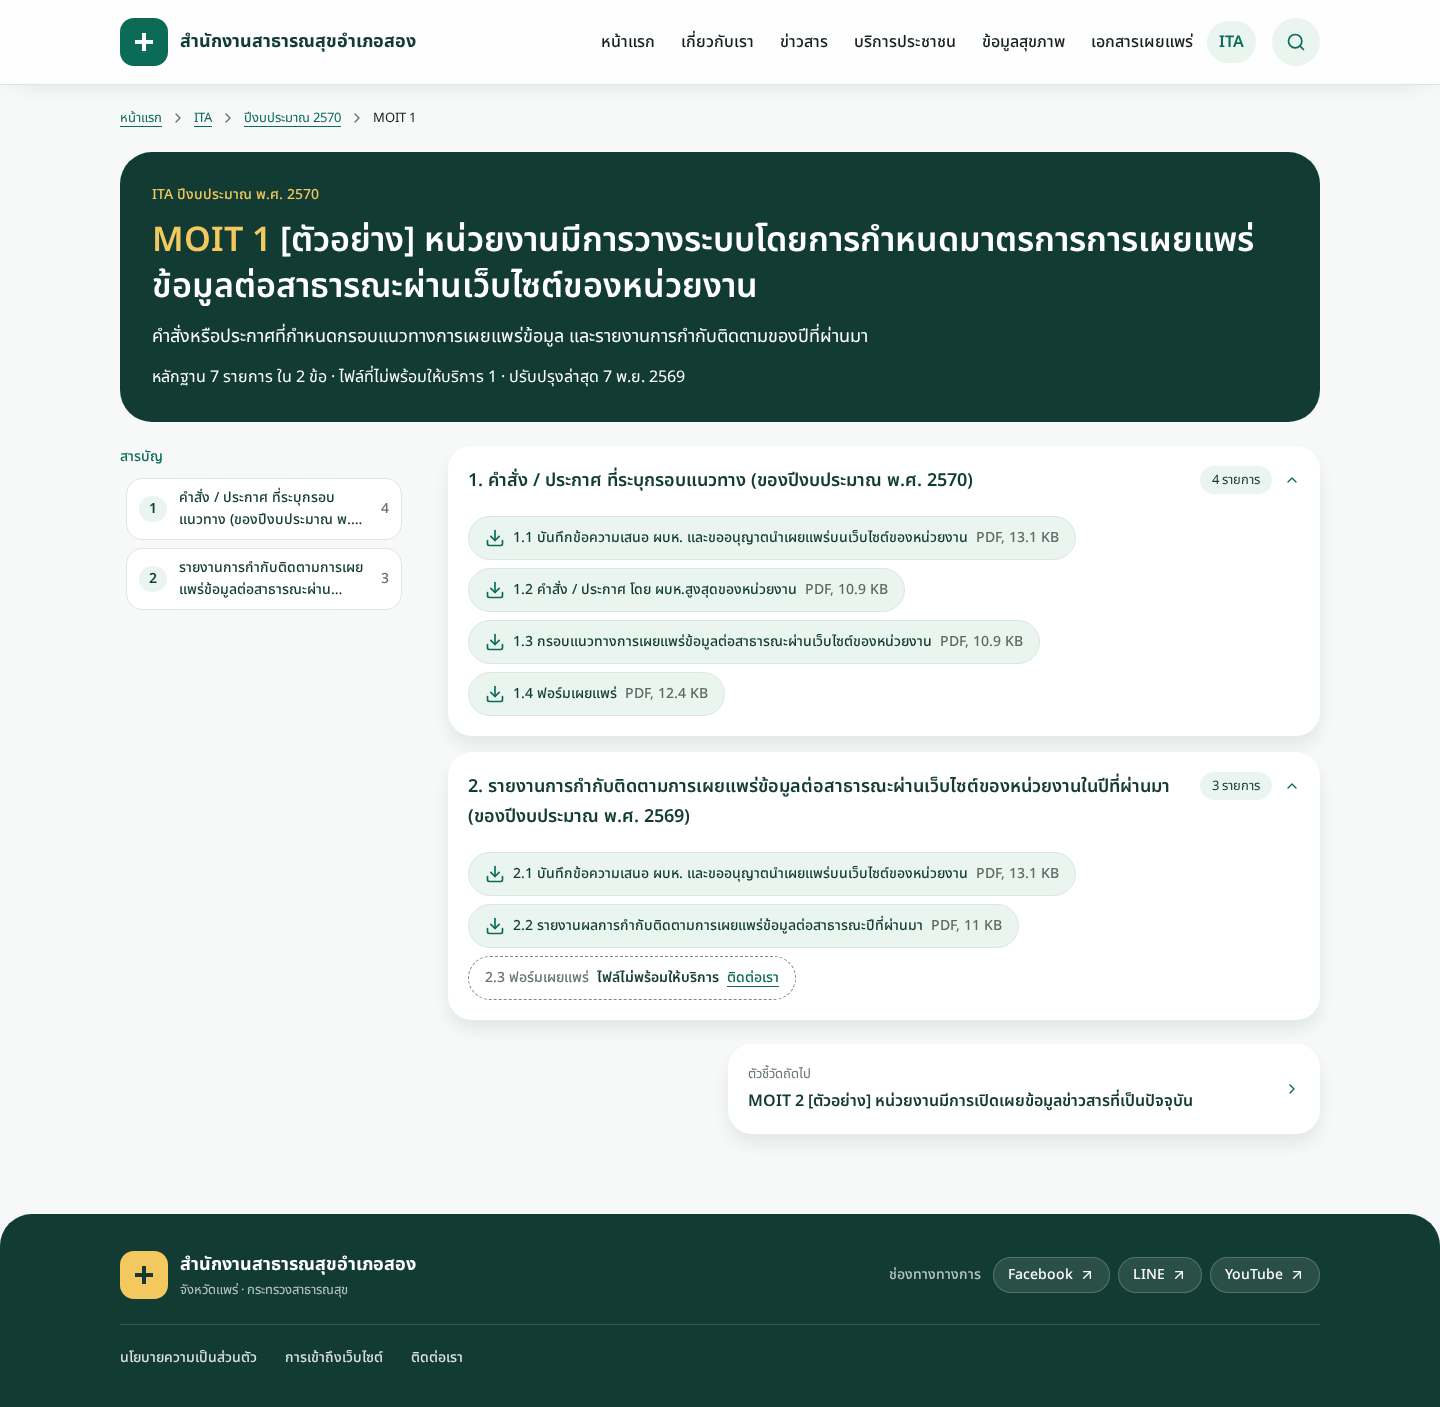 สำนักงานสาธารณสุขอำเภอสอง
หน้าแรก เกี่ยวกับเรา ข่าวสาร บริการประชาชน ข้อมูลสุขภาพ เอกสารเผยแพร่ ITA
หน้าแรก ITA ปีงบประมาณ 2570 MOIT 1
ITA ปีงบประมาณ พ.ศ. 2570
MOIT 1 [ตัวอย่าง] หน่วยงานมีการวางระบบโดยการกำหนดมาตรการการเผยแพร่
ข้อมูลต่อสาธารณะผ่านเว็บไซต์ของหน่วยงาน
คำสั่งหรือประกาศที่กำหนดกรอบแนวทางการเผยแพร่ข้อมูล และรายงานการกำกับติดตามของปีที่ผ่านมา
หลักฐาน 7 รายการ ใน 2 ข้อ · ไฟล์ที่ไม่พร้อมให้บริการ 1 · ปรับปรุงล่าสุด 7 พ.ย. 2569
สารบัญ
1 คำสั่ง / ประกาศ ที่ระบุกรอบ
แนวทาง (ของปีงบประมาณ พ.… 4
2 รายงานการกำกับติดตามการเผย
แพร่ข้อมูลต่อสาธารณะผ่าน… 3
1. คำสั่ง / ประกาศ ที่ระบุกรอบแนวทาง (ของปีงบประมาณ พ.ศ. 2570) 4 รายการ
1.1 บันทึกข้อความเสนอ ผบห. และขออนุญาตนำเผยแพร่บนเว็บไซต์ของหน่วยงาน PDF, 13.1 KB
1.2 คำสั่ง / ประกาศ โดย ผบห.สูงสุดของหน่วยงาน PDF, 10.9 KB
1.3 กรอบแนวทางการเผยแพร่ข้อมูลต่อสาธารณะผ่านเว็บไซต์ของหน่วยงาน PDF, 10.9 KB
1.4 ฟอร์มเผยแพร่ PDF, 12.4 KB
2. รายงานการกำกับติดตามการเผยแพร่ข้อมูลต่อสาธารณะผ่านเว็บไซต์ของหน่วยงานในปีที่ผ่านมา 3 รายการ
(ของปีงบประมาณ พ.ศ. 2569)
2.1 บันทึกข้อความเสนอ ผบห. และขออนุญาตนำเผยแพร่บนเว็บไซต์ของหน่วยงาน PDF, 13.1 KB
2.2 รายงานผลการกำกับติดตามการเผยแพร่ข้อมูลต่อสาธารณะปีที่ผ่านมา PDF, 11 KB
2.3 ฟอร์มเผยแพร่ ไฟล์ไม่พร้อมให้บริการ ติดต่อเรา
ตัวชี้วัดถัดไป
MOIT 2 [ตัวอย่าง] หน่วยงานมีการเปิดเผยข้อมูลข่าวสารที่เป็นปัจจุบัน
สำนักงานสาธารณสุขอำเภอสอง
จังหวัดแพร่ · กระทรวงสาธารณสุข
ช่องทางทางการ Facebook LINE YouTube
นโยบายความเป็นส่วนตัว การเข้าถึงเว็บไซต์ ติดต่อเรา